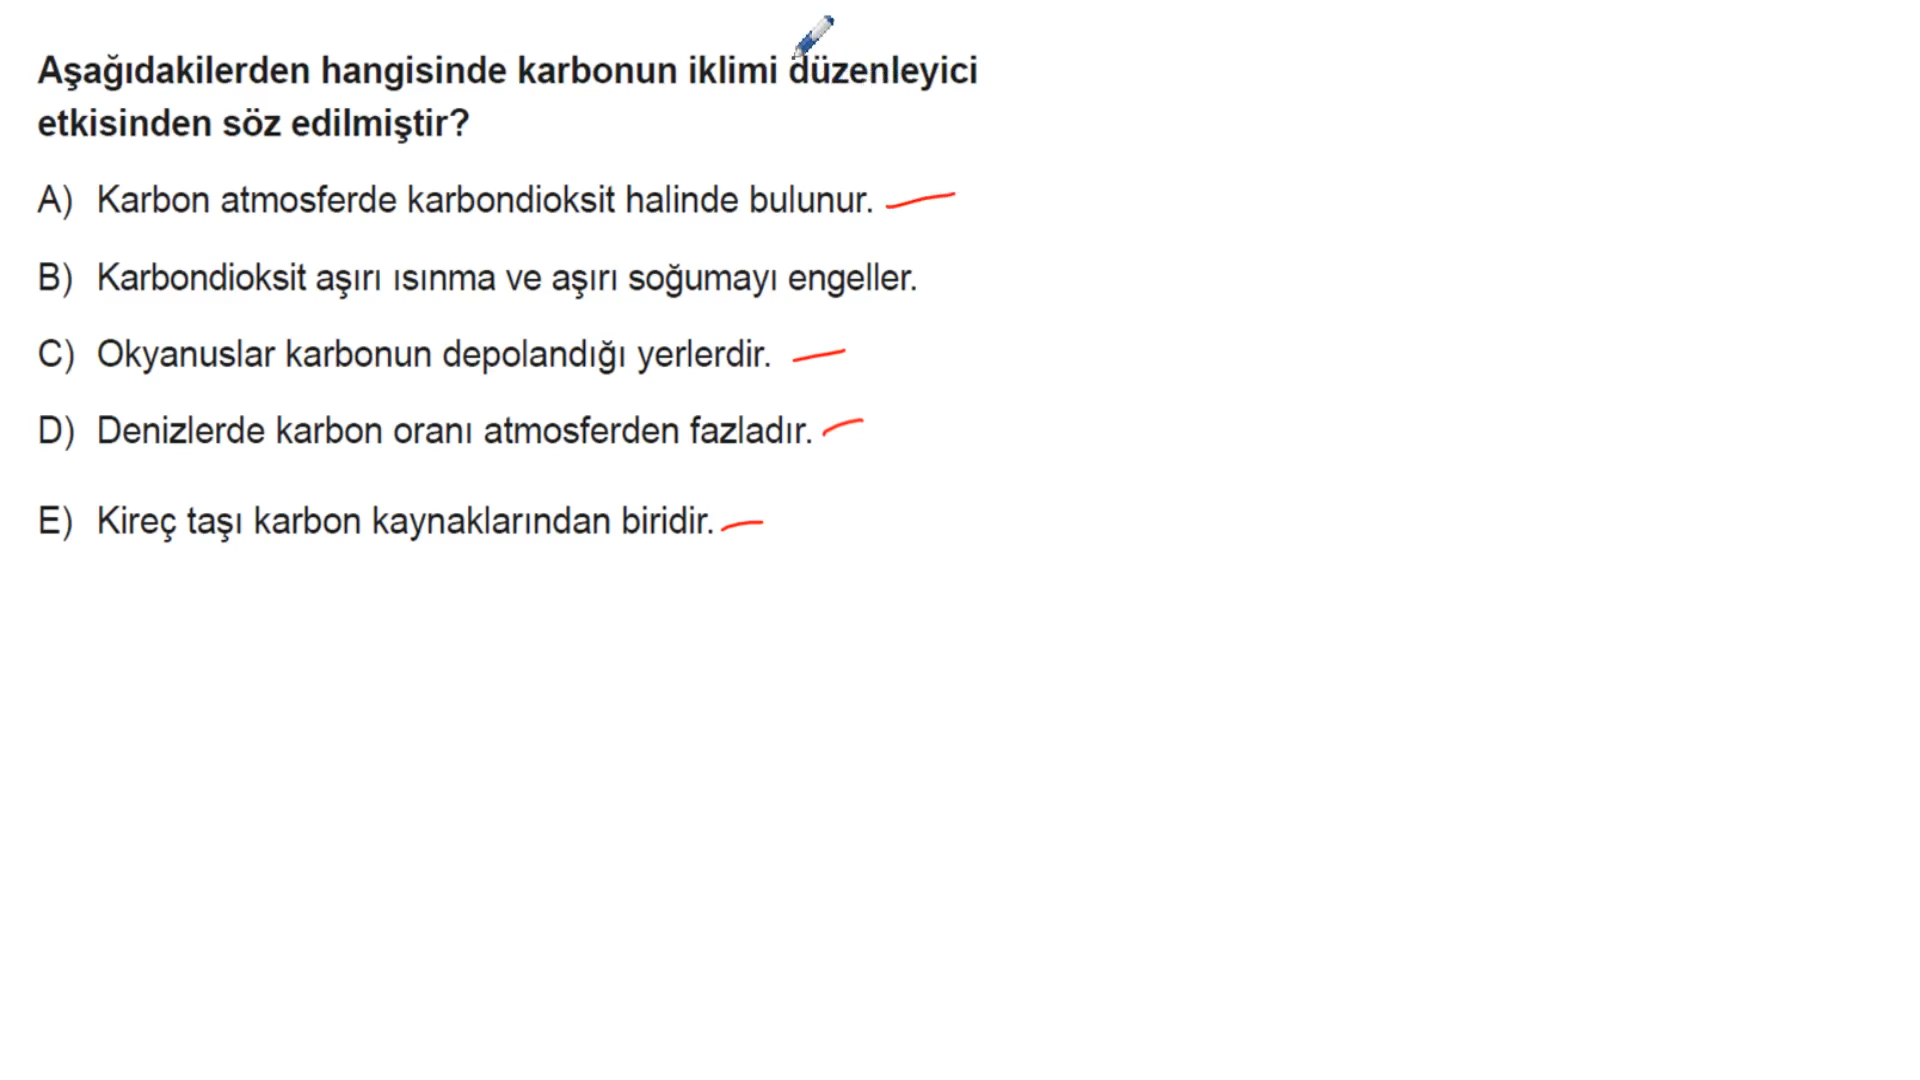 Aşağıdakilerden hangisinde karbonun iklimi düzenleyici
etkisinden söz edilmiştir?
A) Karbon atmosferde karbondioksit halinde bulunur.
B) Karbondioksit aşırı ısınma ve aşırı soğumayı engeller.
C) Okyanuslar karbonun depolandığı yerlerdir.
D) Denizlerde karbon oranı atmosferden fazladır.
E) Kireç taşı karbon kaynaklarından biridir.